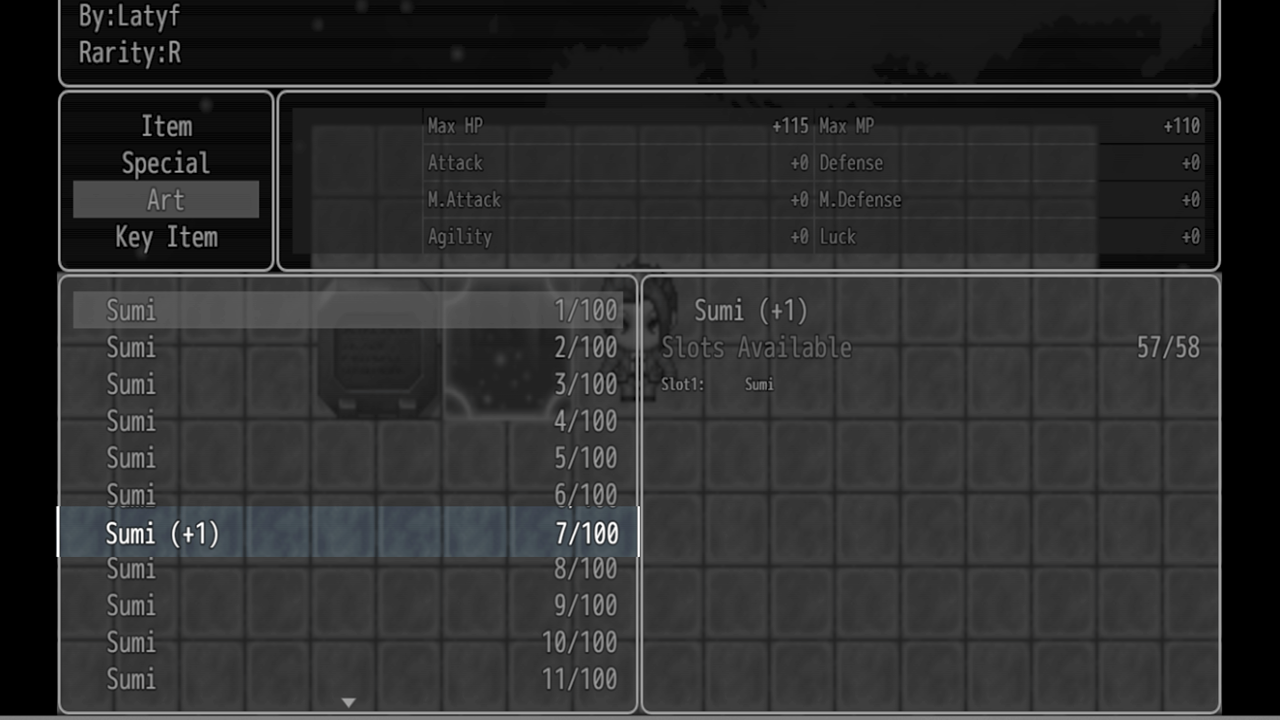 By:Latyf
Rarity:R
Item
Special
Art
Key Item
Max HP +115 Max MP +110
Attack +0 Defense +0
M.Attack +0 M.Defense +0
Agility +0 Luck +0
Sumi 1/100
Sumi 2/100
Sumi 3/100
Sumi 4/100
Sumi 5/100
Sumi 6/100
Sumi (+1) 7/100
Sumi 8/100
Sumi 9/100
Sumi 10/100
Sumi 11/100
Sumi (+1)
Slots Available 57/58
Slot1: Sumi